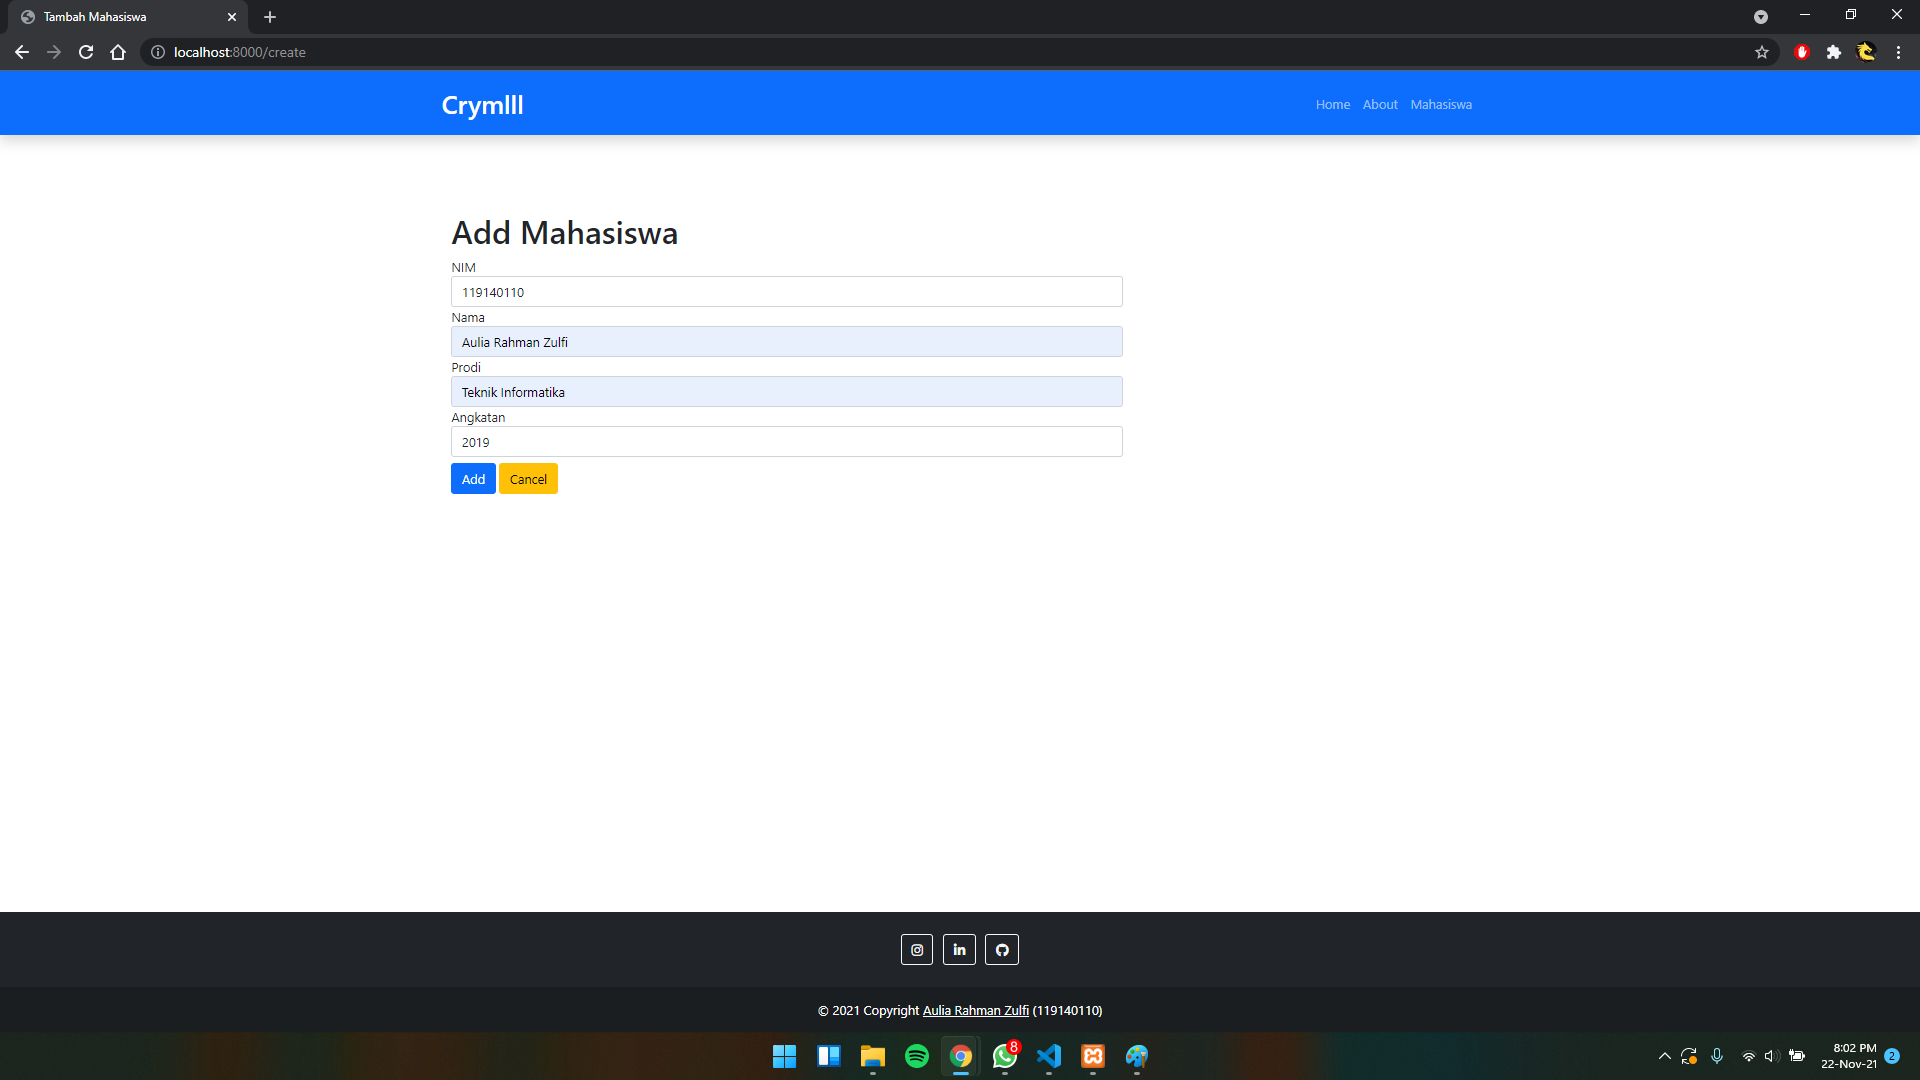 Tambah Mahasiswa
localhost:8000/create
Crymlll
Home About Mahasiswa
Add Mahasiswa
NIM
119140110
Nama
Aulia Rahman Zulfi
Prodi
Teknik Informatika
Angkatan
2019
Add Cancel
© 2021 Copyright Aulia Rahman Zulfi (119140110)
8
8:02 PM
22-Nov-21
2